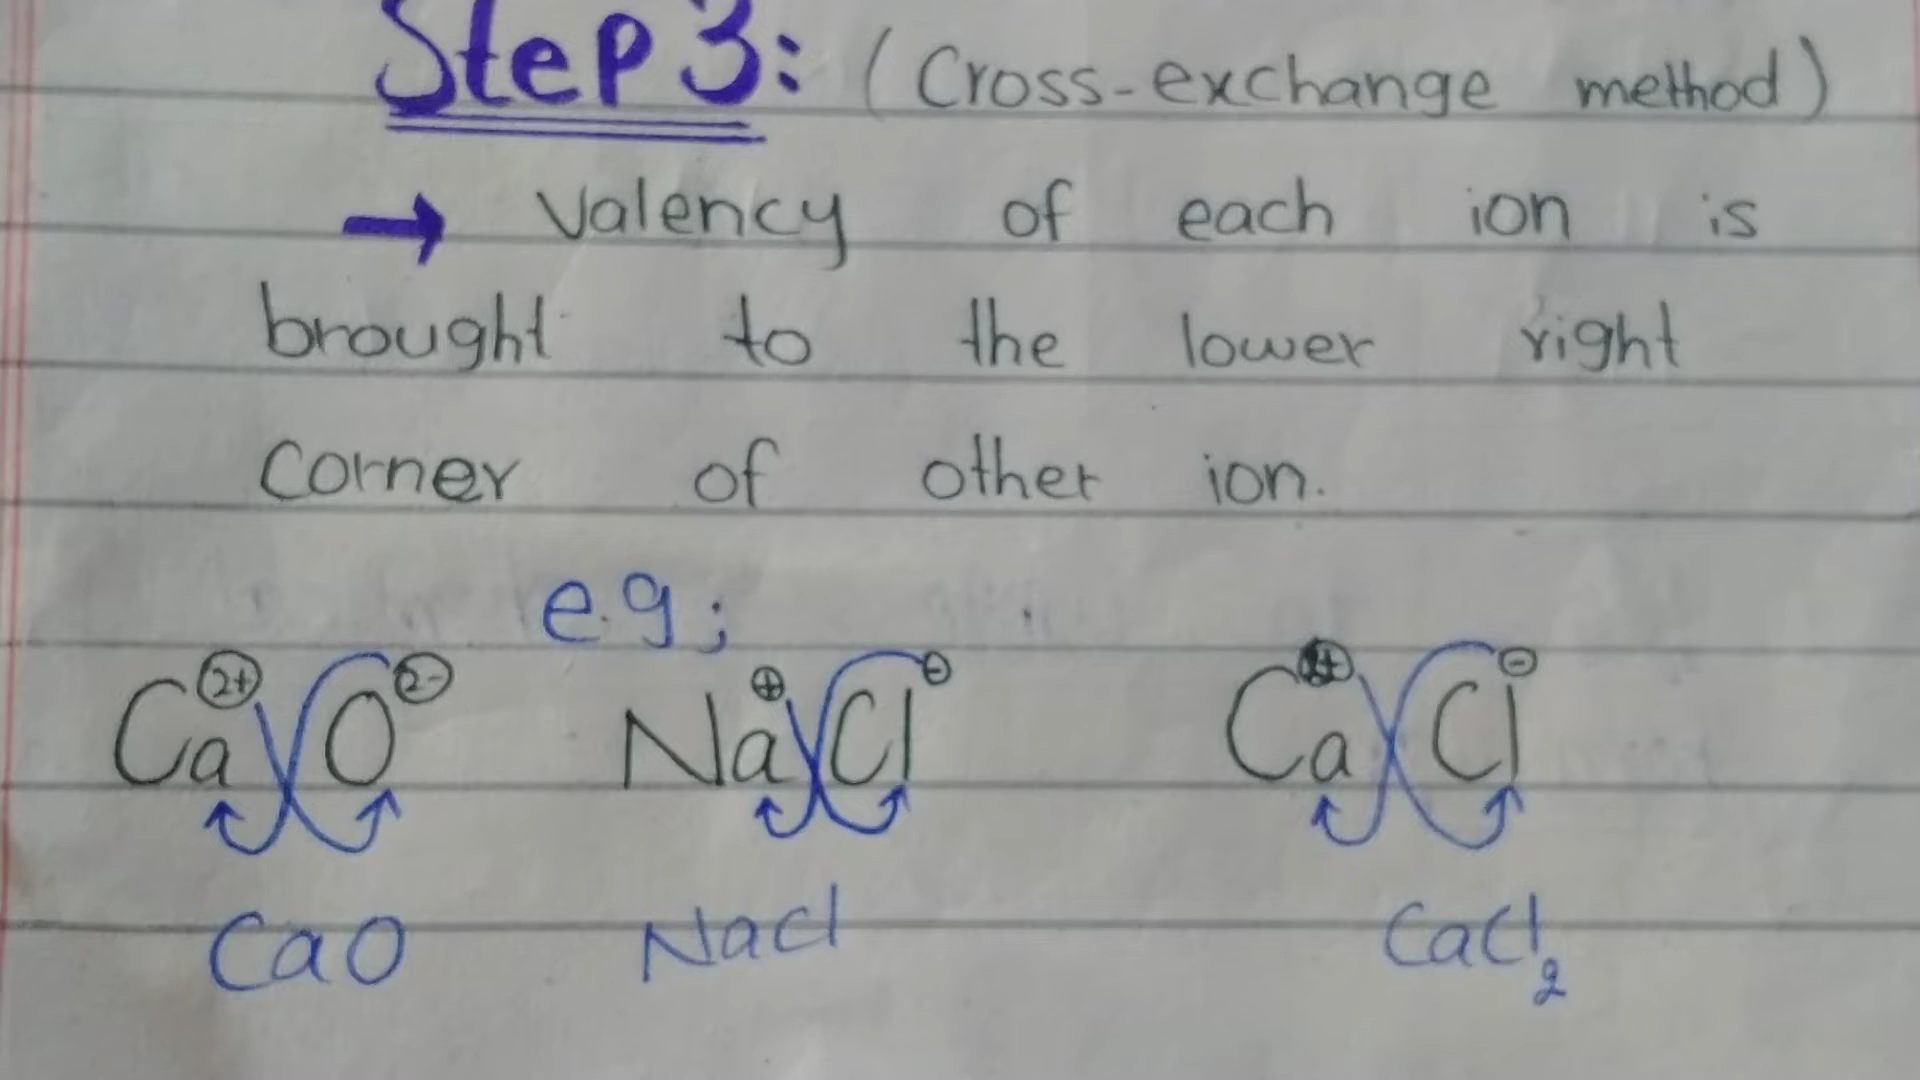 Step 3: (Cross-exchange method)
→ Valency of each ion is
brought to the lower right
corner of other ion.
e.g;
Ca²⁺ O²⁻ Na⁺ Cl⁻ Ca Cl⁻
CaO NaCl CaCl₂